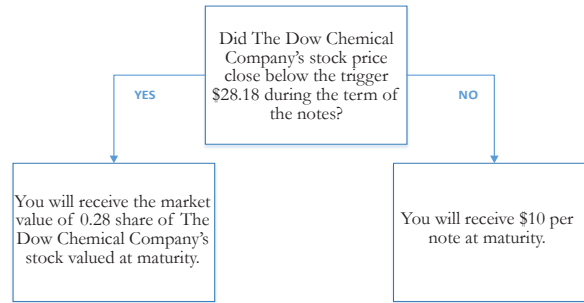 Did The Dow Chemical
Company's stock price
close below the trigger
$28.18 during the term of
the notes?
YES
NO
You will receive the market
value of 0.28 share of The
Dow Chemical Company's
stock valued at maturity.
You will receive $10 per
note at maturity.